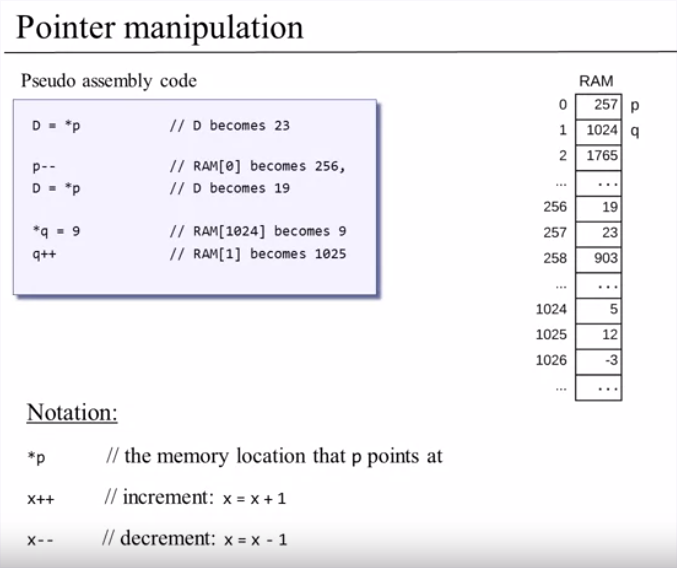 Pointer manipulation
Pseudo assembly code
D = *p // D becomes 23
p-- // RAM[0] becomes 256,
D = *p // D becomes 19
*q = 9 // RAM[1024] becomes 9
q++ // RAM[1] becomes 1025
RAM
0 257 p
1 1024 q
2 1765
... ...
256 19
257 23
258 903
... ...
1024 5
1025 12
1026 -3
... ...
Notation:
*p // the memory location that p points at
x++ // increment: x = x + 1
x-- // decrement: x = x - 1